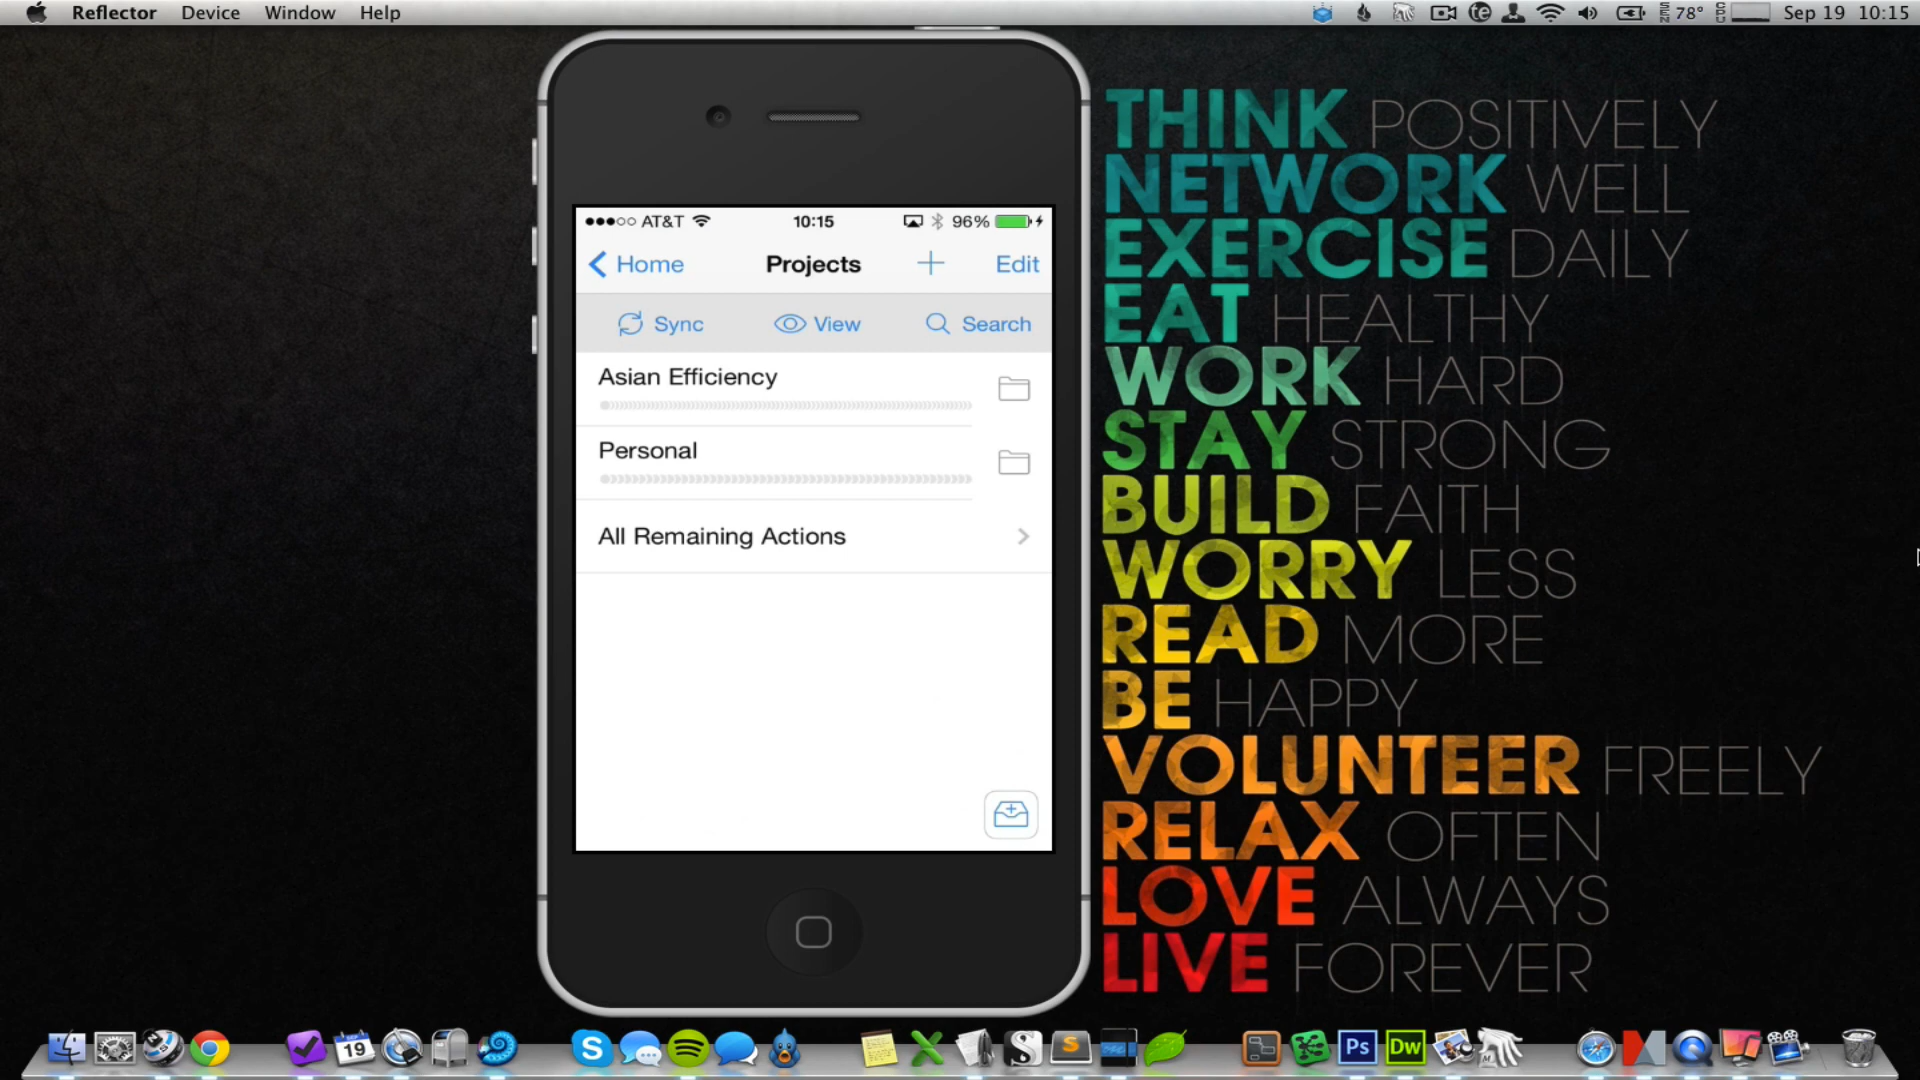 Reflector Device Window Help
78° Sep 19 10:15
AT&T 10:15 96%
Home Projects + Edit
Sync View Search
Asian Efficiency
Personal
All Remaining Actions
THINK POSITIVELY
NETWORK WELL
EXERCISE DAILY
EAT HEALTHY
WORK HARD
STAY STRONG
BUILD FAITH
WORRY LESS
READ MORE
BE HAPPY
VOLUNTEER FREELY
RELAX OFTEN
LOVE ALWAYS
LIVE FOREVER
19
S
S
S
Ps
Dw